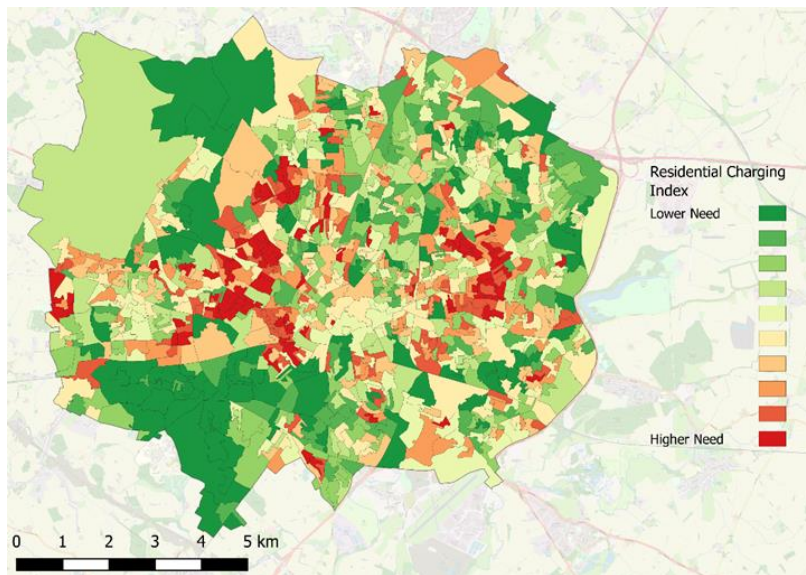 Residential Charging
Index
Lower Need
Higher Need
0 1 2 3 4 5 km